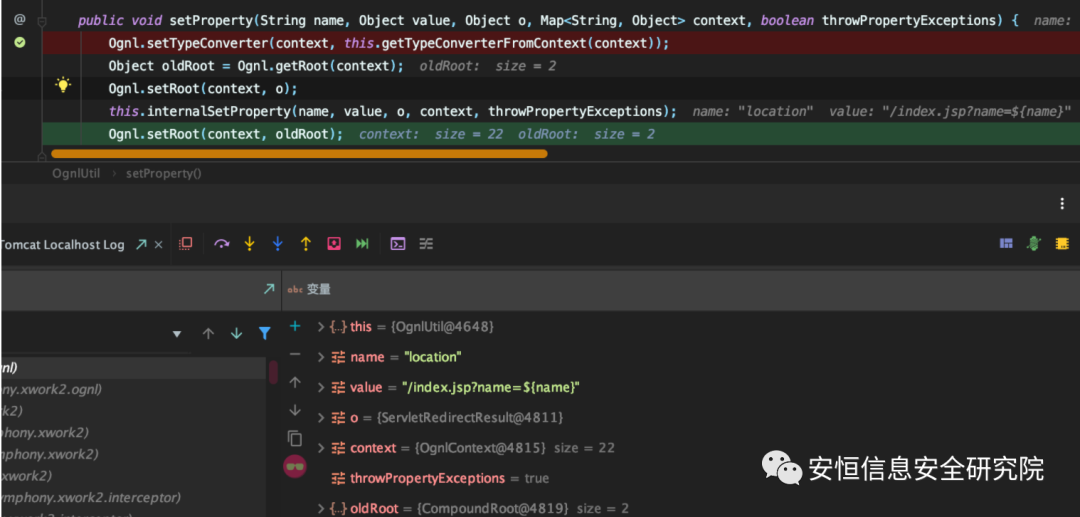 public void setProperty(String name, Object value, Object o, Map<String, Object> context, boolean throwPropertyExceptions) { name:
Ognl.setTypeConverter(context, this.getTypeConverterFromContext(context));
Object oldRoot = Ognl.getRoot(context); oldRoot: size = 2
Ognl.setRoot(context, o);
this.internalSetProperty(name, value, o, context, throwPropertyExceptions); name: "location" value: "/index.jsp?name=${name}"
Ognl.setRoot(context, oldRoot); context: size = 22 oldRoot: size = 2
OgnlUtil › setProperty()
Tomcat Localhost Log
abc 变量
this = {OgnlUtil@4648}
name = "location"
nl)
value = "/index.jsp?name=${name}"
ny.xwork2.ognl)
o = {ServletRedirectResult@4811}
k2)
phony.xwork2)
context = {OgnlContext@4815} size = 22
mphony.xwork2)
xwork2)
throwPropertyExceptions = true
ymphony.xwork2.interceptor)
oldRoot = {CompoundRoot@4819} size = 2
安恒信息安全研究院